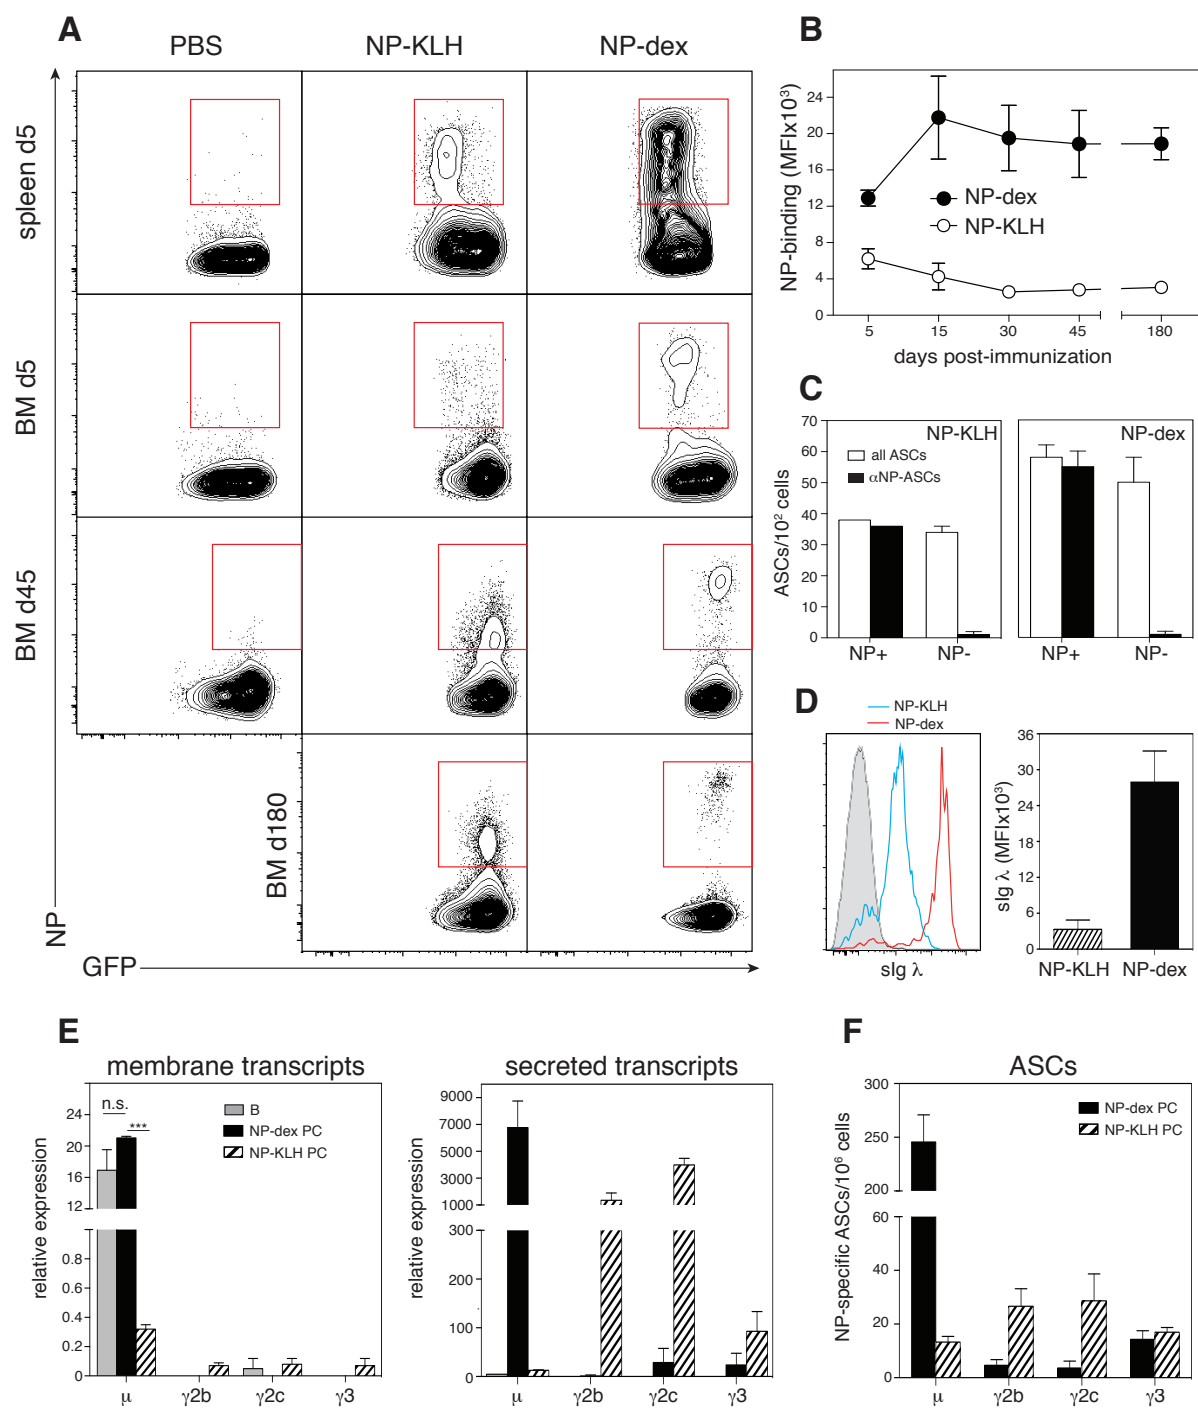 A
PBS
NP-KLH
NP-dex
spleen d5
BM d5
BM d45
BM d180
NP
GFP
B
NP-binding (MFIx10³)
24
20
16
12
8
4
0
NP-dex
NP-KLH
5
15
30
45
180
days post-immunization
C
ASCs/10² cells
70
60
50
40
30
20
10
0
NP-KLH
all ASCs
αNP-ASCs
NP-dex
NP+
NP-
NP+
NP-
D
NP-KLH
NP-dex
sIg λ
sIg λ (MFIx10³)
36
30
24
18
12
6
0
NP-KLH
NP-dex
E
membrane transcripts
relative expression
24
20
16
12
0.8
0.6
0.4
0.2
0
n.s.
***
B
NP-dex PC
NP-KLH PC
μ
γ2b
γ2c
γ3
secreted transcripts
relative expression
9000
7000
5000
3000
1000
300
200
100
0
μ
γ2b
γ2c
γ3
F
ASCs
NP-specific ASCs/10⁶ cells
300
250
200
60
40
20
0
NP-dex PC
NP-KLH PC
μ
γ2b
γ2c
γ3